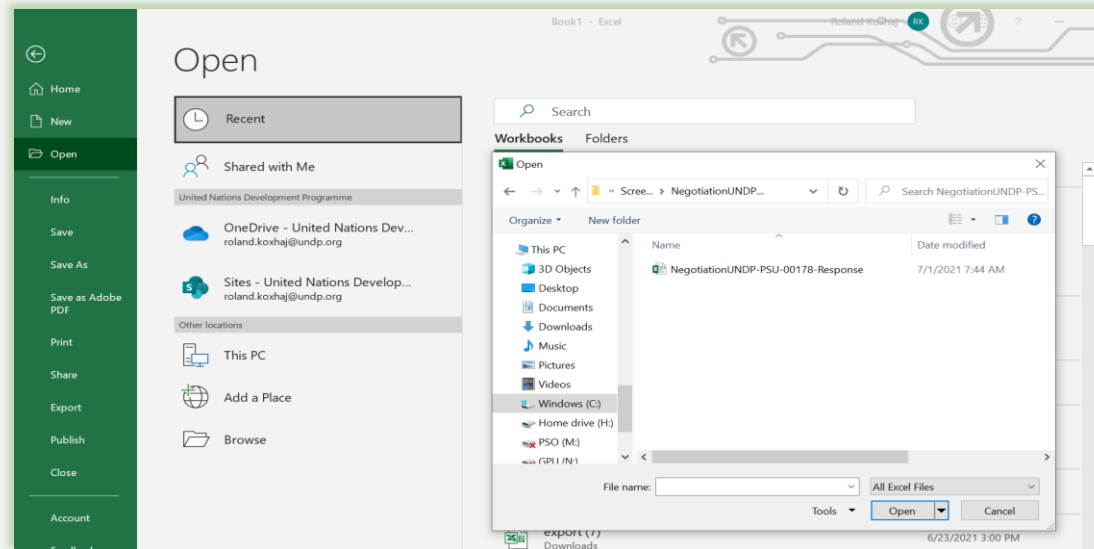 Book1 - Excel
Roland Koxhaj RK
?
Home
New
Open
Info
Save
Save As
Save as Adobe
PDF
Print
Share
Export
Publish
Close
Account
Open
Recent
Shared with Me
United Nations Development Programme
OneDrive - United Nations Dev...
roland.koxhaj@undp.org
Sites - United Nations Develop...
roland.koxhaj@undp.org
Other locations
This PC
Add a Place
Browse
Search
Workbooks Folders
Open
« Scree... > NegotiationUNDP...
Search NegotiationUNDP-PS...
Organize New folder
Name Date modified
This PC
3D Objects
Desktop
Documents
Downloads
Music
Pictures
Videos
Windows (C:)
Home drive (H:)
PSO (M:)
GPU (N:)
NegotiationUNDP-PSU-00178-Response 7/1/2021 7:44 AM
File name: All Excel Files
Tools Open Cancel
export (7)
Downloads
6/23/2021 3:00 PM